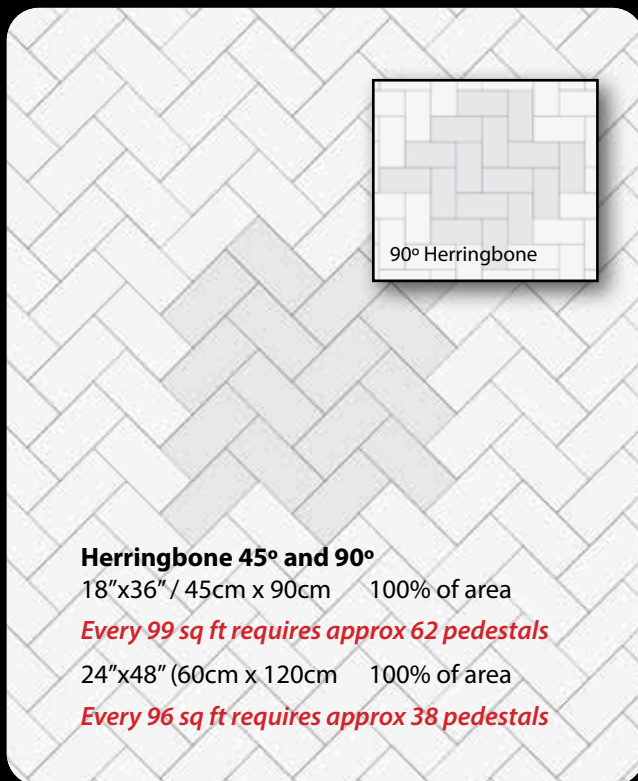 90º Herringbone
Herringbone 45º and 90º
18”x36” / 45cm x 90cm 100% of area
Every 99 sq ft requires approx 62 pedestals
24”x48” (60cm x 120cm 100% of area
Every 96 sq ft requires approx 38 pedestals